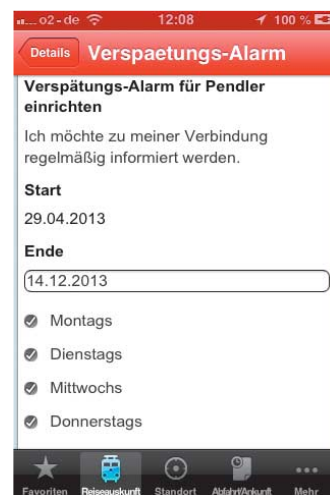 o2-de 12:08 100 %
Details Verspaetungs-Alarm
Verspätungs-Alarm für Pendler
einrichten
Ich möchte zu meiner Verbindung
regelmäßig informiert werden.
Start
29.04.2013
Ende
14.12.2013
Montags
Dienstags
Mittwochs
Donnerstags
Favoriten Reiseauskunft Standort Abfahrt/Ankunft Mehr